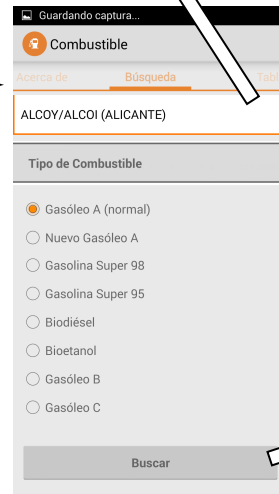 Guardando captura...
Combustible
Acerca de Búsqueda Tabl
ALCOY/ALCOI (ALICANTE)
Tipo de Combustible
Gasóleo A (normal)
Nuevo Gasóleo A
Gasolina Super 98
Gasolina Super 95
Biodiésel
Bioetanol
Gasóleo B
Gasóleo C
Buscar